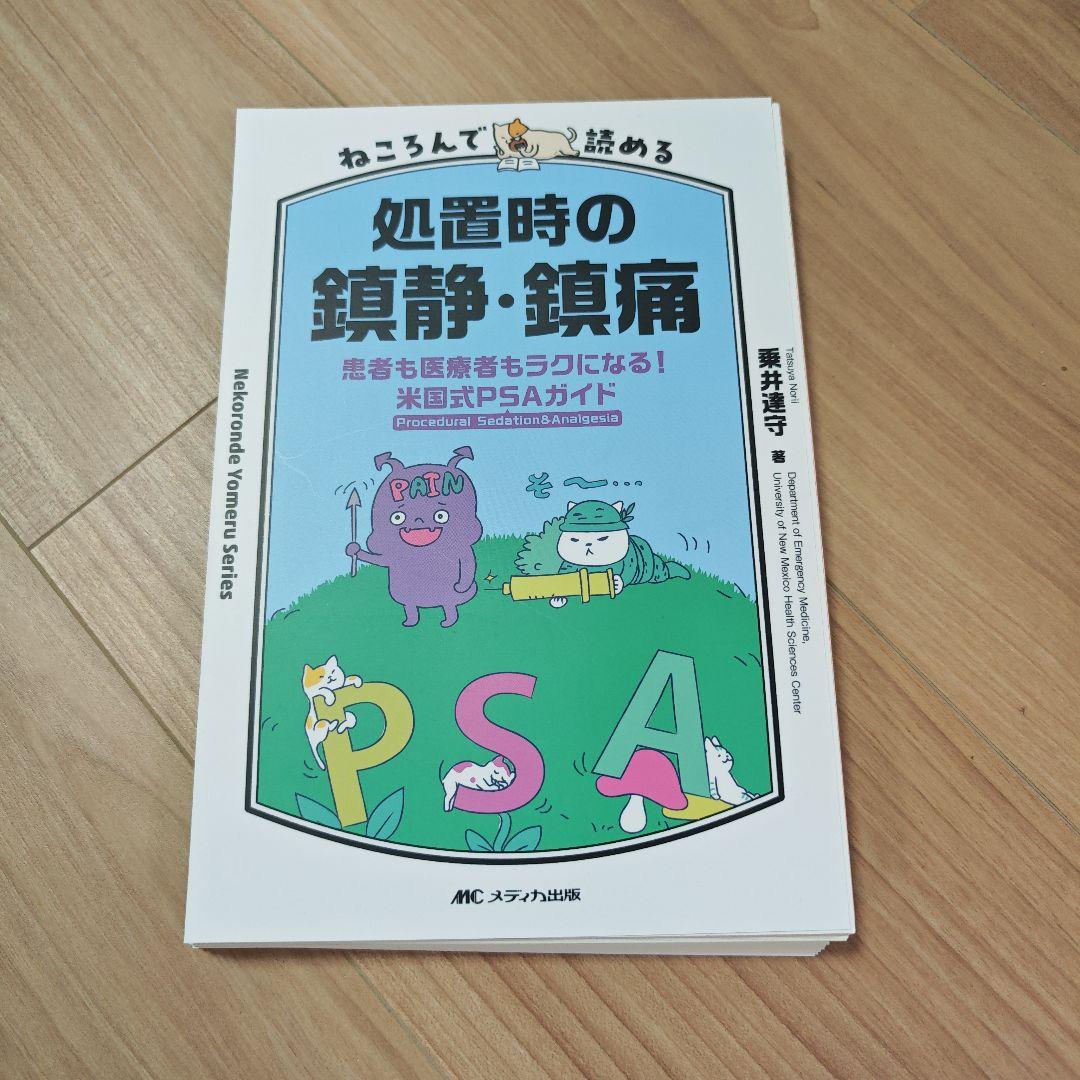 ねころんで読める
処置時の
鎮静・鎮痛
患者も医療者もラクになる!
米国式PSAガイド
Procedural Sedation&Analgesia
Tatsuya Norii
乗井達守 著
Department of Emergency Medicine,
University of New Mexico Health Sciences Center
Nekoronde Yomeru Series
PAIN
そ〜…
PSA
MC メディカ出版